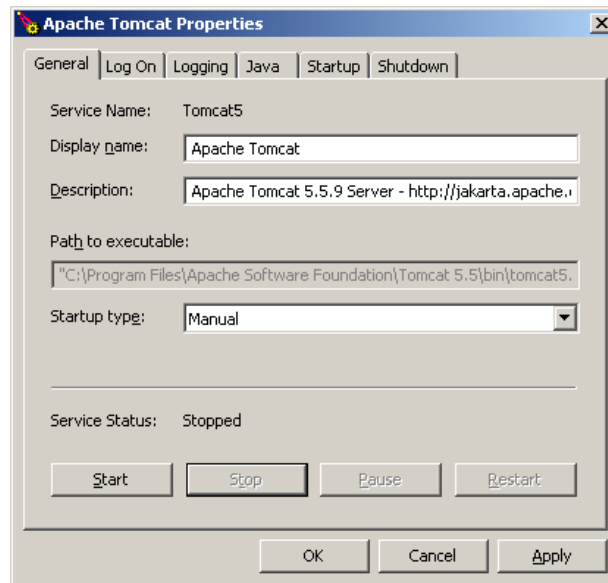 Apache Tomcat Properties
General Log On Logging Java Startup Shutdown
Service Name: Tomcat5
Display name: Apache Tomcat
Description: Apache Tomcat 5.5.9 Server - http://jakarta.apache.
Path to executable:
"C:\Program Files\Apache Software Foundation\Tomcat 5.5\bin\tomcat5.
Startup type: Manual
Service Status: Stopped
Start Stop Pause Restart
OK Cancel Apply